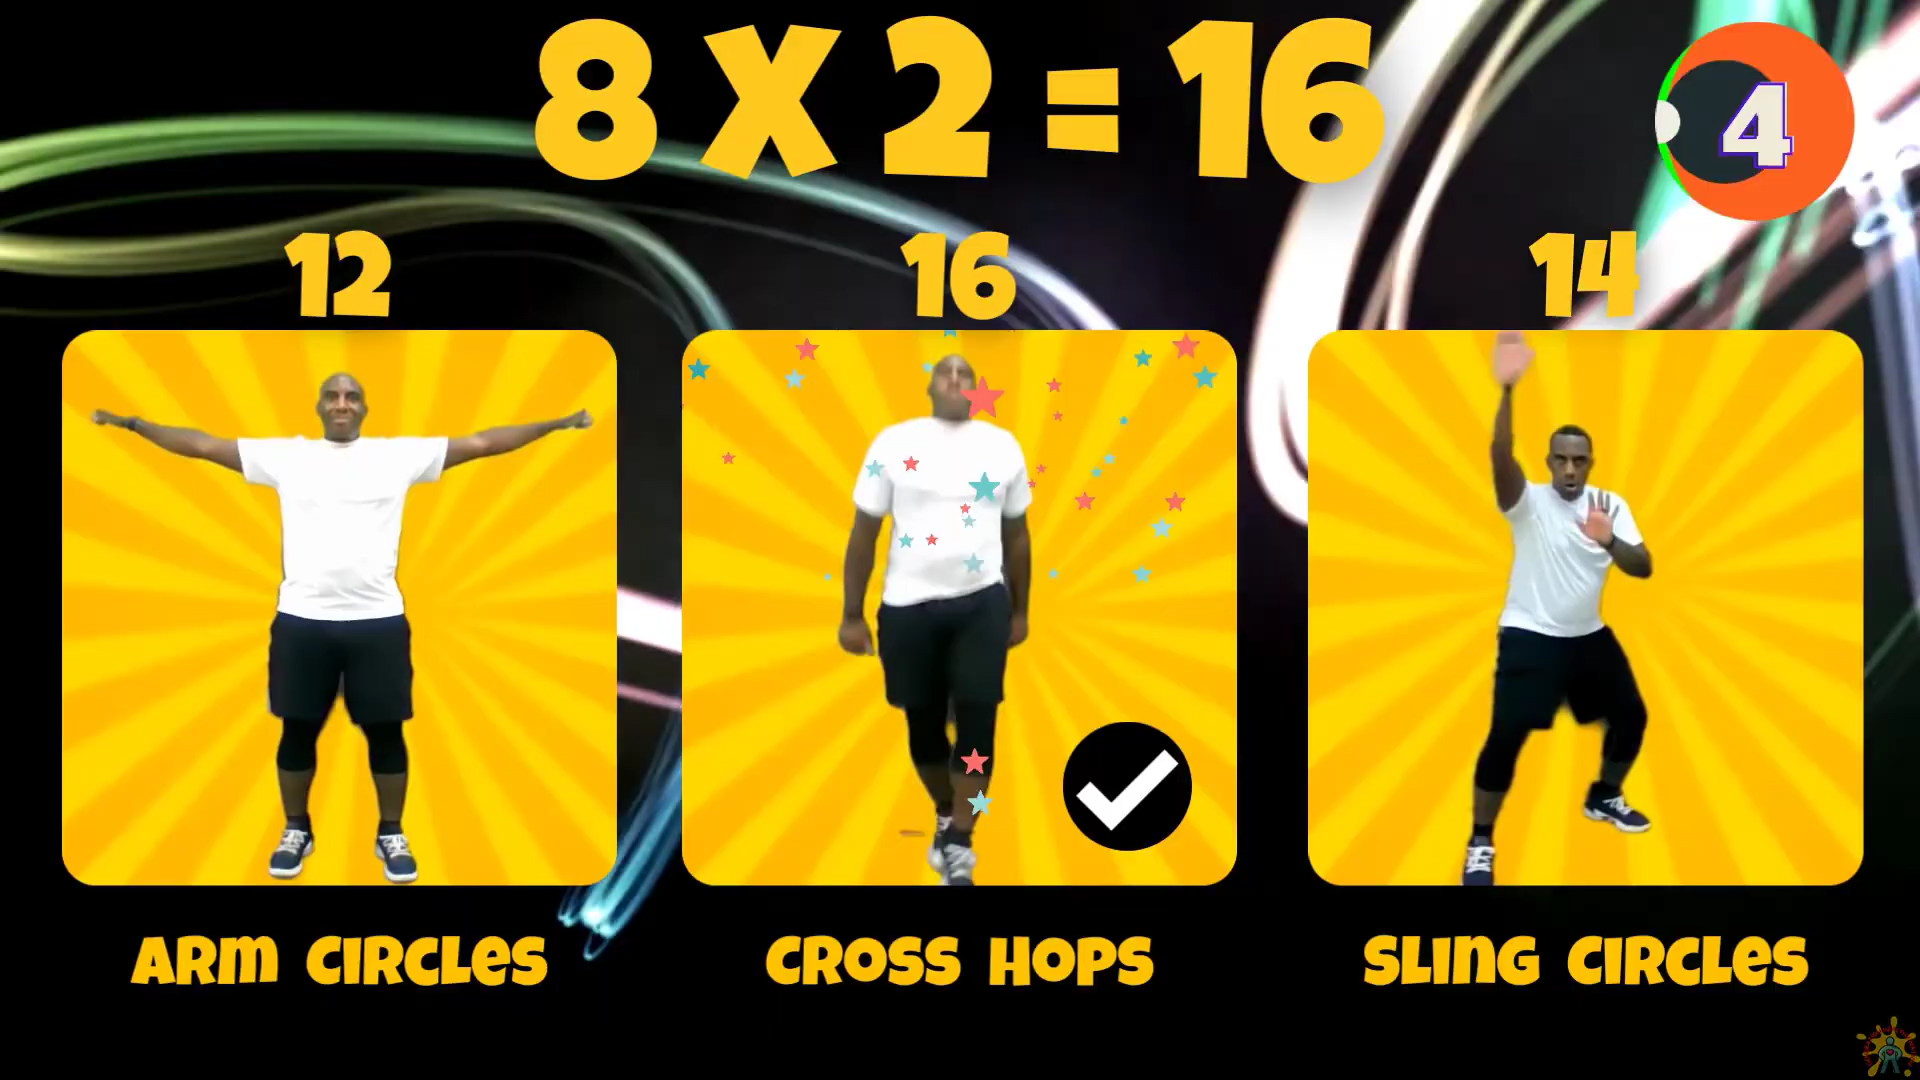 8 X 2 = 16
4
12
16
14
ARM CIRCLES
CROSS HOPS
SLING CIRCLES